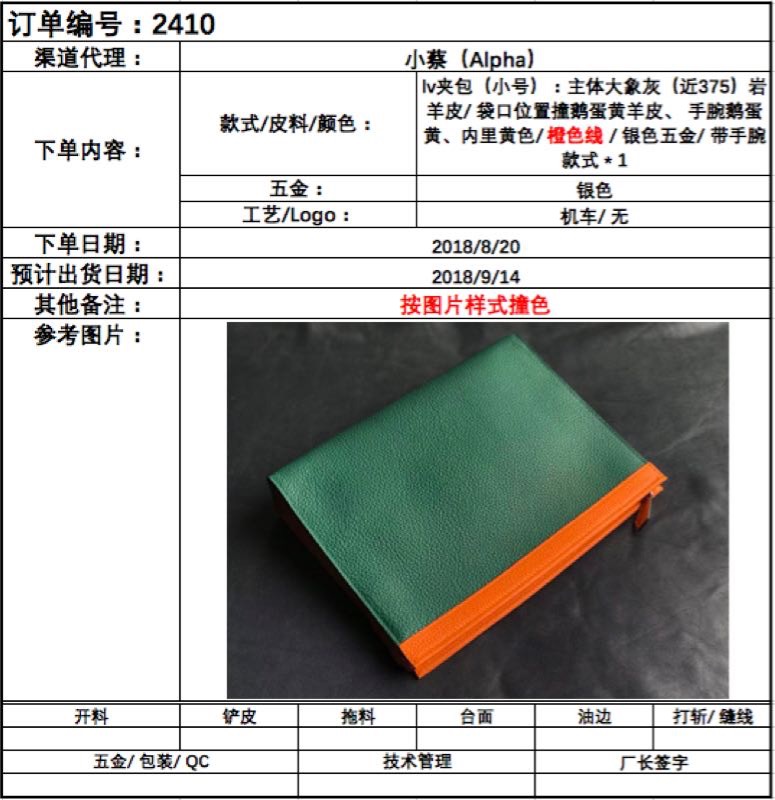 订单编号：2410
渠道代理：
小蔡（Alpha）
下单内容：
款式/皮料/颜色：
lv夹包（小号）：主体大象灰（近375）岩
羊皮/ 袋口位置撞鹅蛋黄羊皮、 手腕鹅蛋
黄、内里黄色/ 橙色线 / 银色五金/ 带手腕
款式 * 1
五金：
银色
工艺/Logo：
机车/ 无
下单日期：
2018/8/20
预计出货日期：
2018/9/14
其他备注：
按图片样式撞色
参考图片：
开料 铲皮 拖料 台面 油边 打斩/ 缝线
五金/ 包装/ QC 技术管理 厂长签字